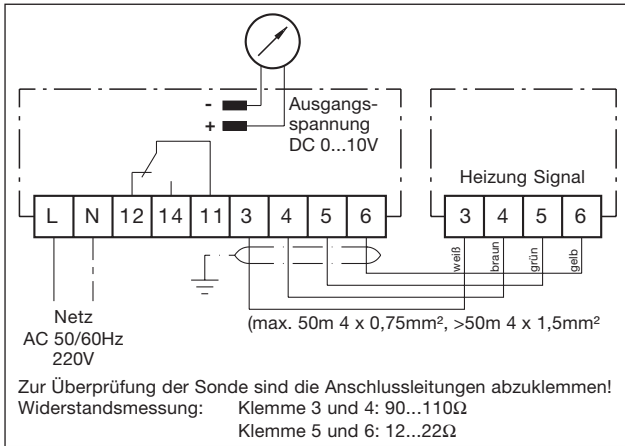 -
+
Ausgangs-
spannung
DC 0...10V
Heizung Signal
L N 12 14 11 3 4 5 6
3 4 5 6
weiß
braun
grün
gelb
Netz
AC 50/60Hz
220V
(max. 50m 4 x 0,75mm², >50m 4 x 1,5mm²
Zur Überprüfung der Sonde sind die Anschlussleitungen abzuklemmen!
Widerstandsmessung: Klemme 3 und 4: 90...110Ω
Klemme 5 und 6: 12...22Ω